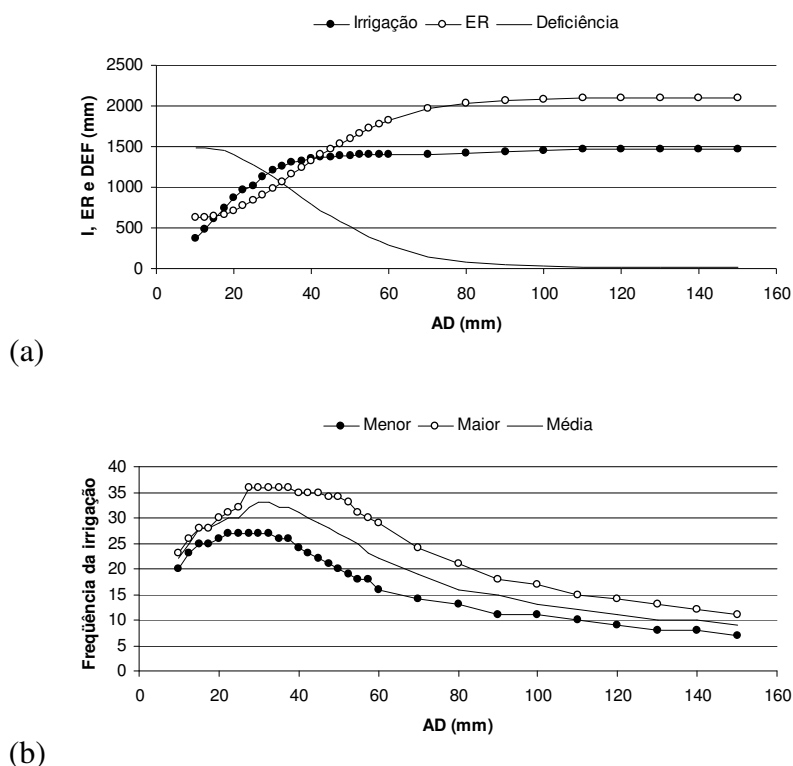 Irrigação ER Deficiência
2500
2000
1500
1000
500
0
I, ER e DEF (mm)
0 20 40 60 80 100 120 140 160
AD (mm)
(a)
Menor Maior Média
40
35
30
25
20
15
10
5
0
Freqüência da irrigação
0 20 40 60 80 100 120 140 160
AD (mm)
(b)